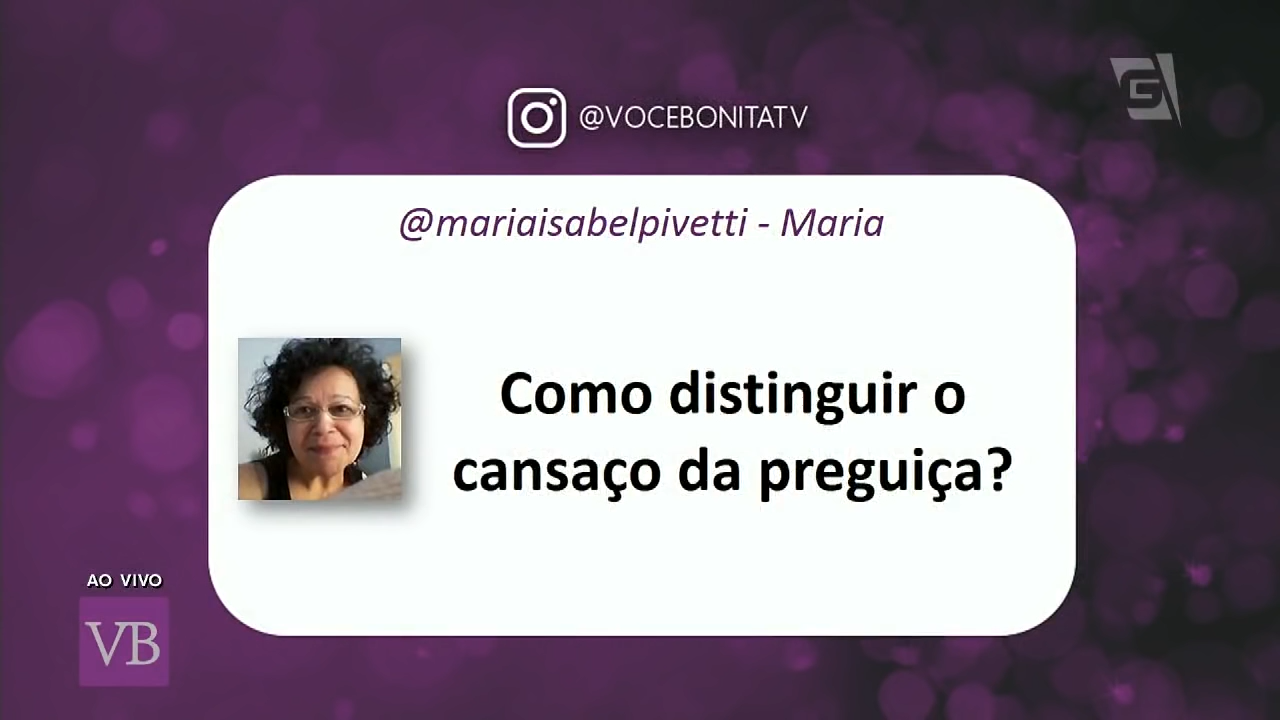 @VOCEBONITATV
@mariaisabelpivetti - Maria
Como distinguir o
cansaço da preguiça?
AO VIVO
VB